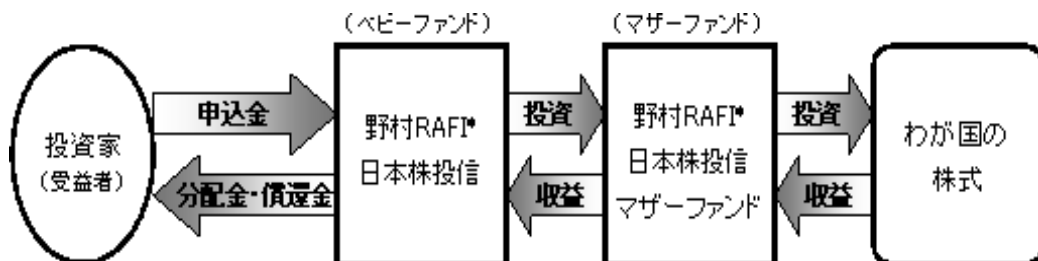 （ベビーファンド）
（マザーファンド）
投資家
（受益者）
申込金
分配金・償還金
野村RAFI®
日本株投信
投資
収益
野村RAFI®
日本株投信
マザーファンド
投資
収益
わが国の
株式